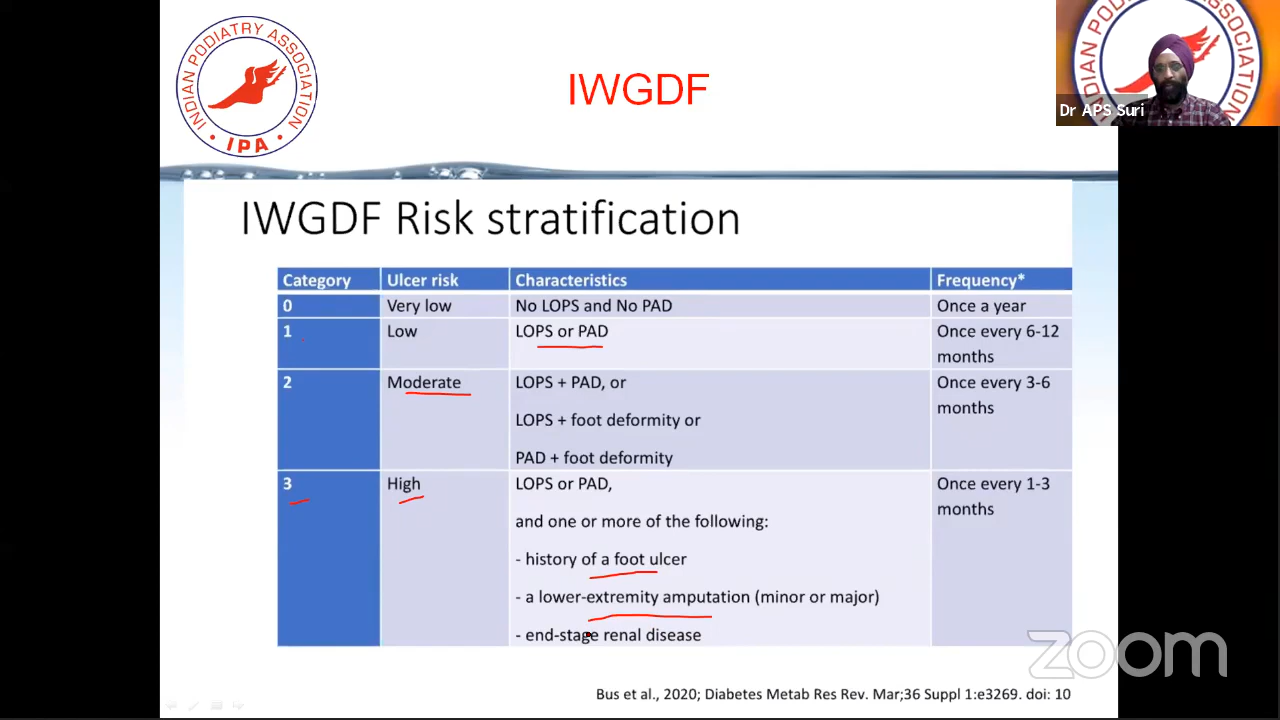 INDIAN PODIATRY ASSOCIATION
• IPA •
IWGDF
INDIAN PODIATRY ASSOCIATION
Dr APS Suri
IWGDF Risk stratification
Category Ulcer risk Characteristics Frequency*
0 Very low No LOPS and No PAD Once a year
1 Low LOPS or PAD Once every 6-12
months
2 Moderate LOPS + PAD, or Once every 3-6
months
LOPS + foot deformity or
PAD + foot deformity
3 High LOPS or PAD, Once every 1-3
months
and one or more of the following:
- history of a foot ulcer
- a lower-extremity amputation (minor or major)
- end-stage renal disease
zoom
Bus et al., 2020; Diabetes Metab Res Rev. Mar;36 Suppl 1:e3269. doi: 10